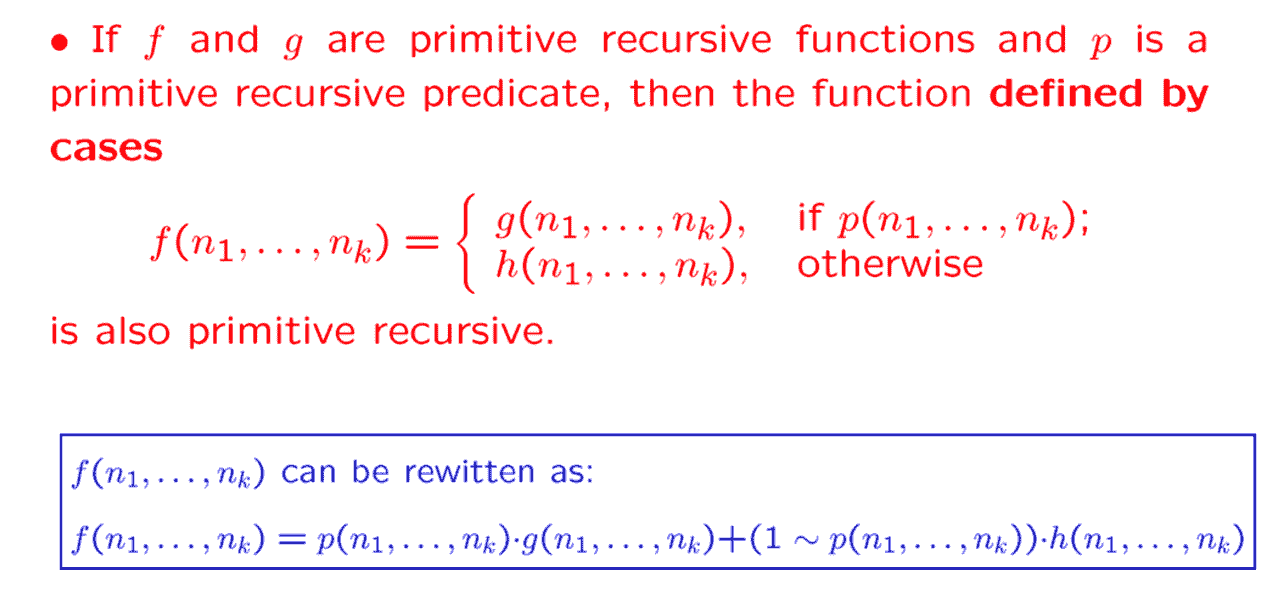 • If f and g are primitive recursive functions and p is a
primitive recursive predicate, then the function defined by
cases
f(n₁, . . . , nₖ) = { g(n₁, . . . , nₖ), if p(n₁, . . . , nₖ);
h(n₁, . . . , nₖ), otherwise
is also primitive recursive.
f(n₁, . . . , nₖ) can be rewitten as:
f(n₁, . . . , nₖ) = p(n₁, . . . , nₖ)·g(n₁, . . . , nₖ)+(1 ∼ p(n₁, . . . , nₖ))·h(n₁, . . . , nₖ)